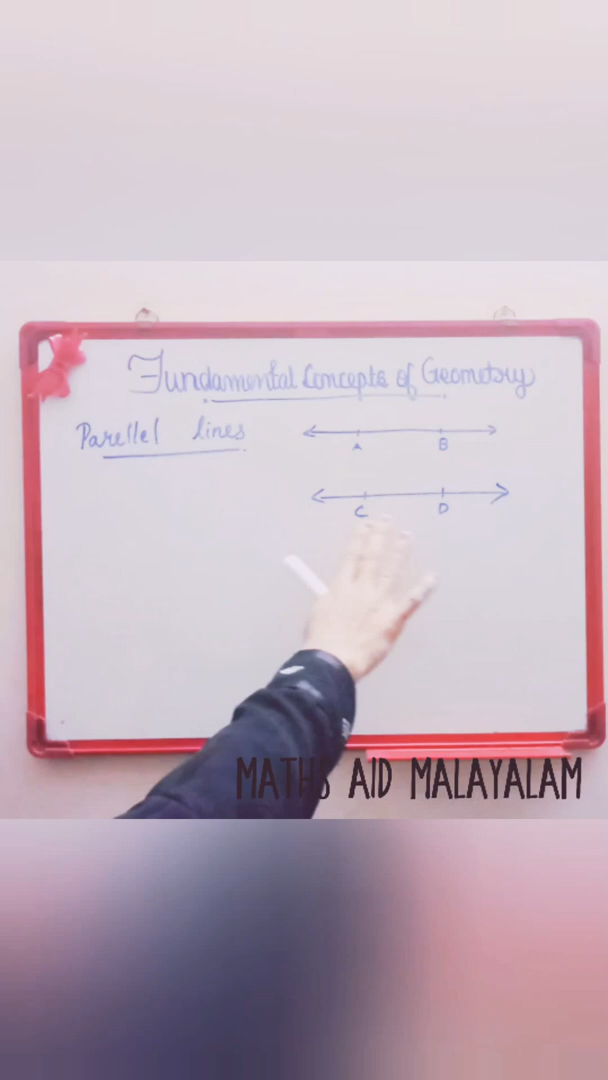 Fundamental Concepts of Geometry
Parellel lines
A B
C D
MATHS AID MALAYALAM